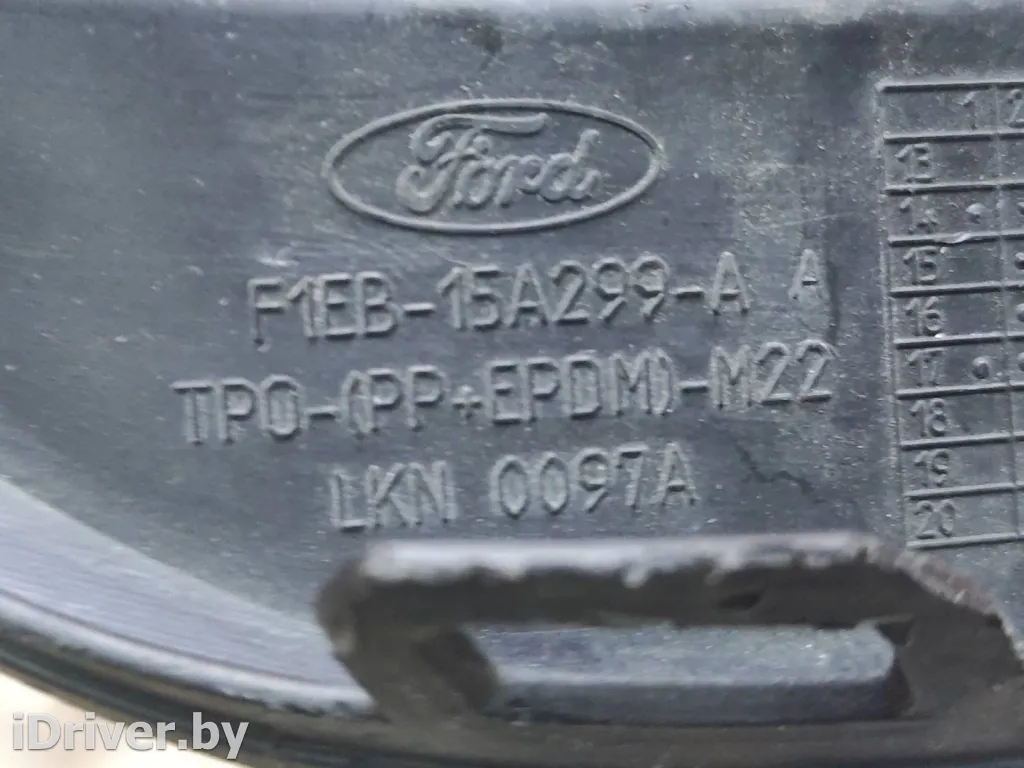 Ford
F1EB-15A299-A A
TPO-(PP+EPDM)-M22
LKN 0097A
1 2
13
14
15
16
17
18
19
20
iDriver.by